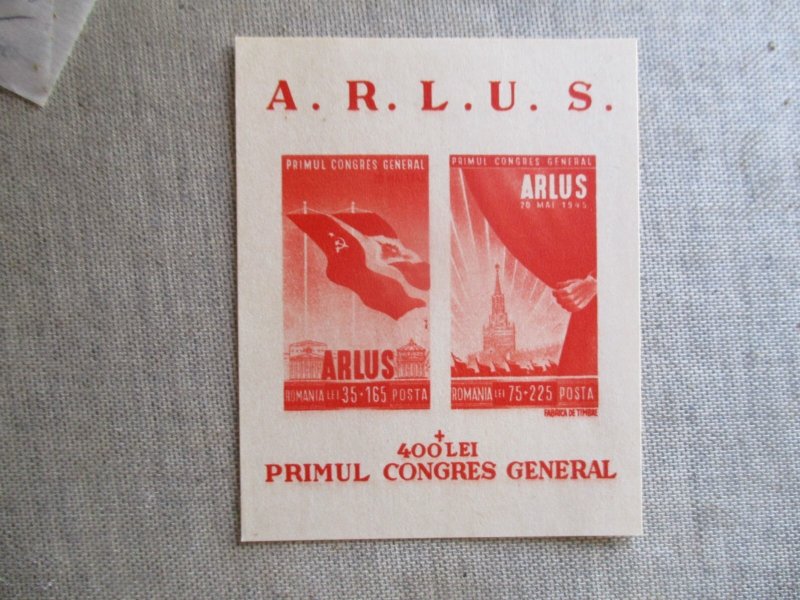 A.R.L.U.S.
PRIMUL CONGRES GENERAL
ARLUS
ROMANIA LEI 35+165 POSTA
PRIMUL CONGRES GENERAL
ARLUS
20 MAI 1945
ROMANIA LEI 75+225 POSTA
FABRICA DE TIMBRE
+
400 LEI
PRIMUL CONGRES GENERAL